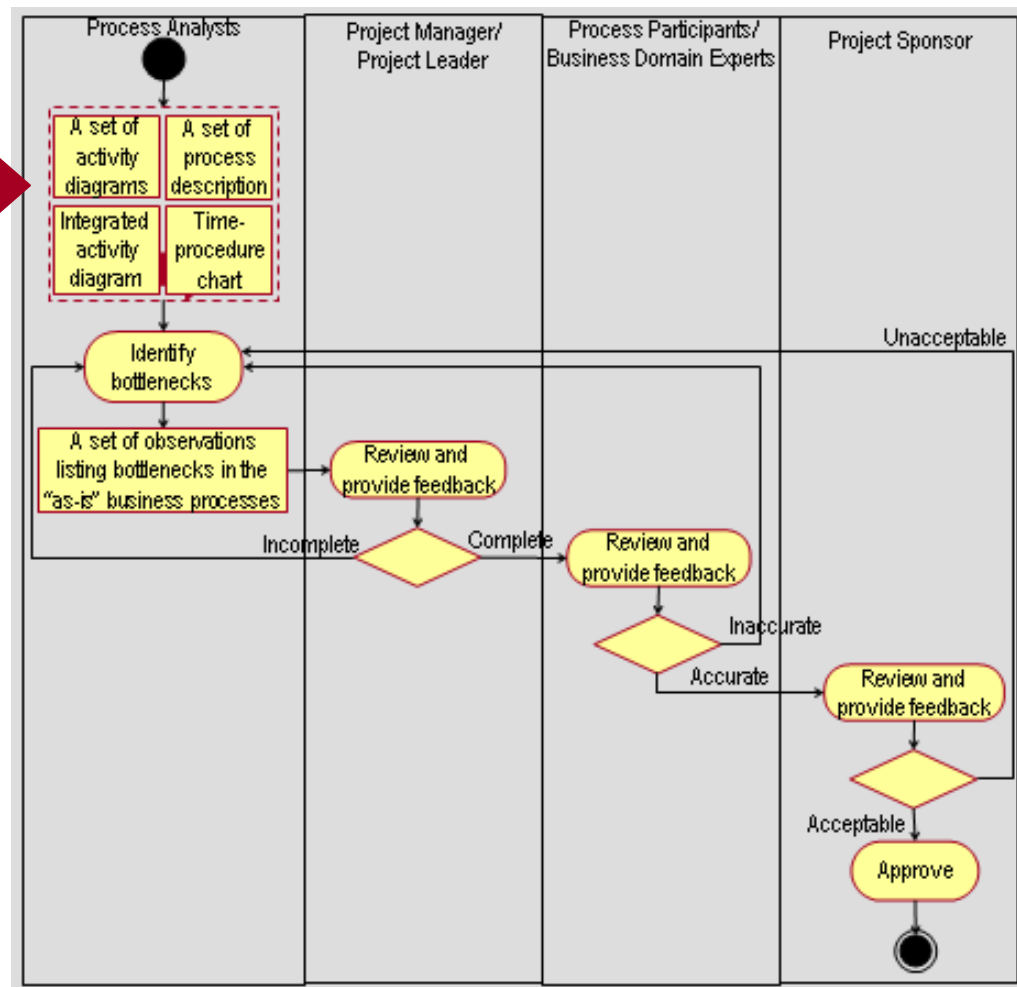 Process Analysts
Project Manager/
Project Leader
Process Participants/
Business Domain Experts
Project Sponsor
A set of
activity
diagrams
A set of
process
description
Integrated
activity
diagram
Time-
procedure
chart
Unacceptable
Identify
bottlenecks
A set of observations
listing bottlenecks in the
"as-is" business processes
Review and
provide feedback
Incomplete
Complete
Review and
provide feedback
Inaccurate
Accurate
Review and
provide feedback
Acceptable
Approve